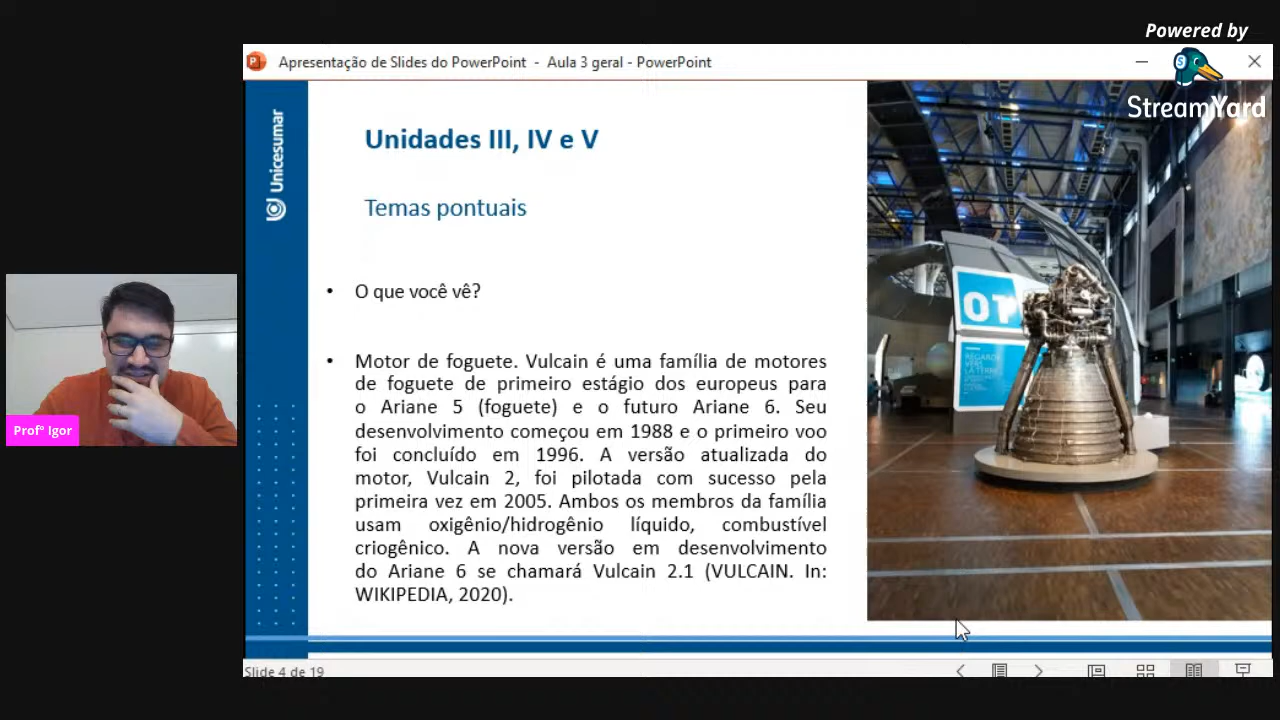 Powered by
StreamYard
Apresentação de Slides do PowerPoint - Aula 3 geral - PowerPoint
Unicesumar
Unidades III, IV e V
Temas pontuais
• O que você vê?
• Motor de foguete. Vulcain é uma família de motores
de foguete de primeiro estágio dos europeus para
o Ariane 5 (foguete) e o futuro Ariane 6. Seu
desenvolvimento começou em 1988 e o primeiro voo
foi concluído em 1996. A versão atualizada do
motor, Vulcain 2, foi pilotada com sucesso pela
primeira vez em 2005. Ambos os membros da família
usam oxigênio/hidrogênio líquido, combustível
criogênico. A nova versão em desenvolvimento
do Ariane 6 se chamará Vulcain 2.1 (VULCAIN. In:
WIKIPEDIA, 2020).
REGARDE
VERS
LA TERRE
Profº Igor
Slide 4 de 19